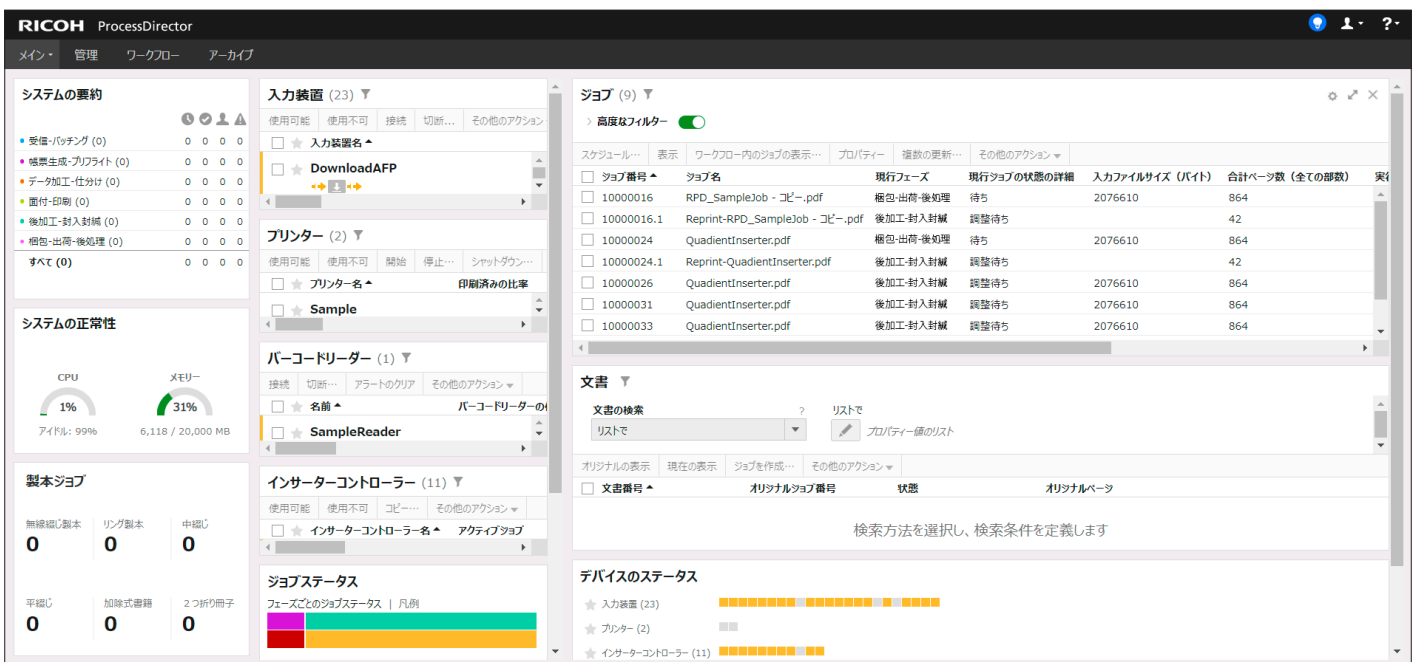 RICOH ProcessDirector
メイン 管理 ワークフロー アーカイブ
システムの要約
受信-バッチング (0) 0 0 0 0
帳票生成-プリフライト (0) 0 0 0 0
データ加工-仕分け (0) 0 0 0 0
面付-印刷 (0) 0 0 0 0
後加工-封入封緘 (0) 0 0 0 0
梱包-出荷-後処理 (0) 0 0 0 0
すべて (0) 0 0 0 0
システムの正常性
CPU メモリー
1% 31%
アイドル: 99% 6,118 / 20,000 MB
製本ジョブ
無線綴じ製本 リング製本 中綴じ
0 0 0
平綴じ 加除式書籍 2つ折り冊子
0 0 0
入力装置 (23)
使用可能 使用不可 接続 切断... その他のアクション
入力装置名
DownloadAFP
プリンター (2)
使用可能 使用不可 開始 停止… シャットダウン…
プリンター名 印刷済みの比率
Sample
バーコードリーダー (1)
接続 切断… アラートのクリア その他のアクション
名前 バーコードリーダーの
SampleReader
インサーターコントローラー (11)
使用可能 使用不可 コピー… その他のアクション
インサーターコントローラー名 アクティブジョブ
ジョブステータス
フェーズごとのジョブステータス | 凡例
ジョブ (9)
高度なフィルター
スケジュール… 表示 ワークフロー内のジョブの表示… プロパティー 複数の更新… その他のアクション
ジョブ番号 ジョブ名 現行フェーズ 現行ジョブの状態の詳細 入力ファイルサイズ (バイト) 合計ページ数 (全ての部数) 実
10000016 RPD_SampleJob - コピー.pdf 梱包-出荷-後処理 待ち 2076610 864
10000016.1 Reprint-RPD_SampleJob - コピー.pdf 後加工-封入封緘 調整待ち 42
10000024 QuadientInserter.pdf 梱包-出荷-後処理 待ち 2076610 864
10000024.1 Reprint-QuadientInserter.pdf 後加工-封入封緘 調整待ち 42
10000026 QuadientInserter.pdf 後加工-封入封緘 調整待ち 2076610 864
10000031 QuadientInserter.pdf 後加工-封入封緘 調整待ち 2076610 864
10000033 QuadientInserter.pdf 後加工-封入封緘 調整待ち 2076610 864
文書
文書の検索 ? リストで
リストで プロパティー値のリスト
オリジナルの表示 現在の表示 ジョブを作成… その他のアクション
文書番号 オリジナルジョブ番号 状態 オリジナルページ
検索方法を選択し、検索条件を定義します
デバイスのステータス
入力装置 (23)
プリンター (2)
インサーターコントローラー (11)